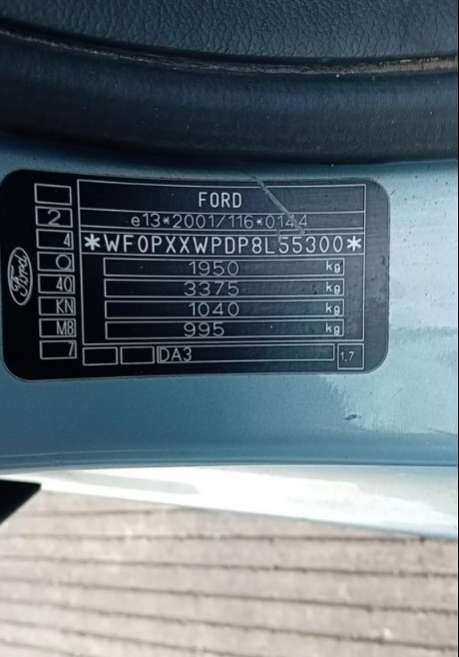 FORD
e13*2001/116*0144
*WF0PXXWPDP8L55300*
1950 kg
3375 kg
1040 kg
995 kg
DA3 1.7
2
4
Q
40
KN
M8
7
Ford